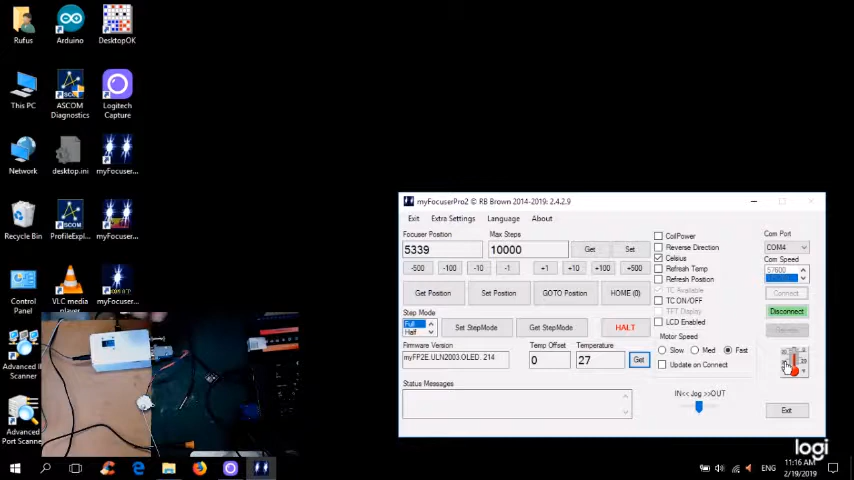 Rufus
Arduino
DesktopOK
This PC
ASCOM
Diagnostics
Logitech
Capture
Network
desktop.ini
myFocuser...
Recycle Bin
ProfileExpl...
myFocuser...
Control
Panel
VLC media
player
myFocuser...
Scanner
Advanced
Port Scanner
myFocuserPro2 © RB Brown 2014-2019: 2.4.2.9
Exit Extra Settings Language About
Focuser Position Max Steps
5339 10000 Get Set
-500 -100 -10 -1 +1 +10 +100 +500
Get Position Set Position GOTO Position HOME (0)
Step Mode
Full
Half
Set StepMode Get StepMode HALT
Firmware Version Temp Offset Temperature
myFP2E.ULN2003.OLED. 214 0 27 Get
Status Messages
CoilPower
Reverse Direction
Celsius
Refresh Temp
Refresh Position
TC Available
TC ON/OFF
TFT Display
LCD Enabled
Motor Speed
Slow Med Fast
Update on Connect
IN<< Jog >>OUT
Com Port
COM4
Com Speed
57600
Connect
Disconnect
Exit
logi
ENG
11:16 AM
2/19/2019